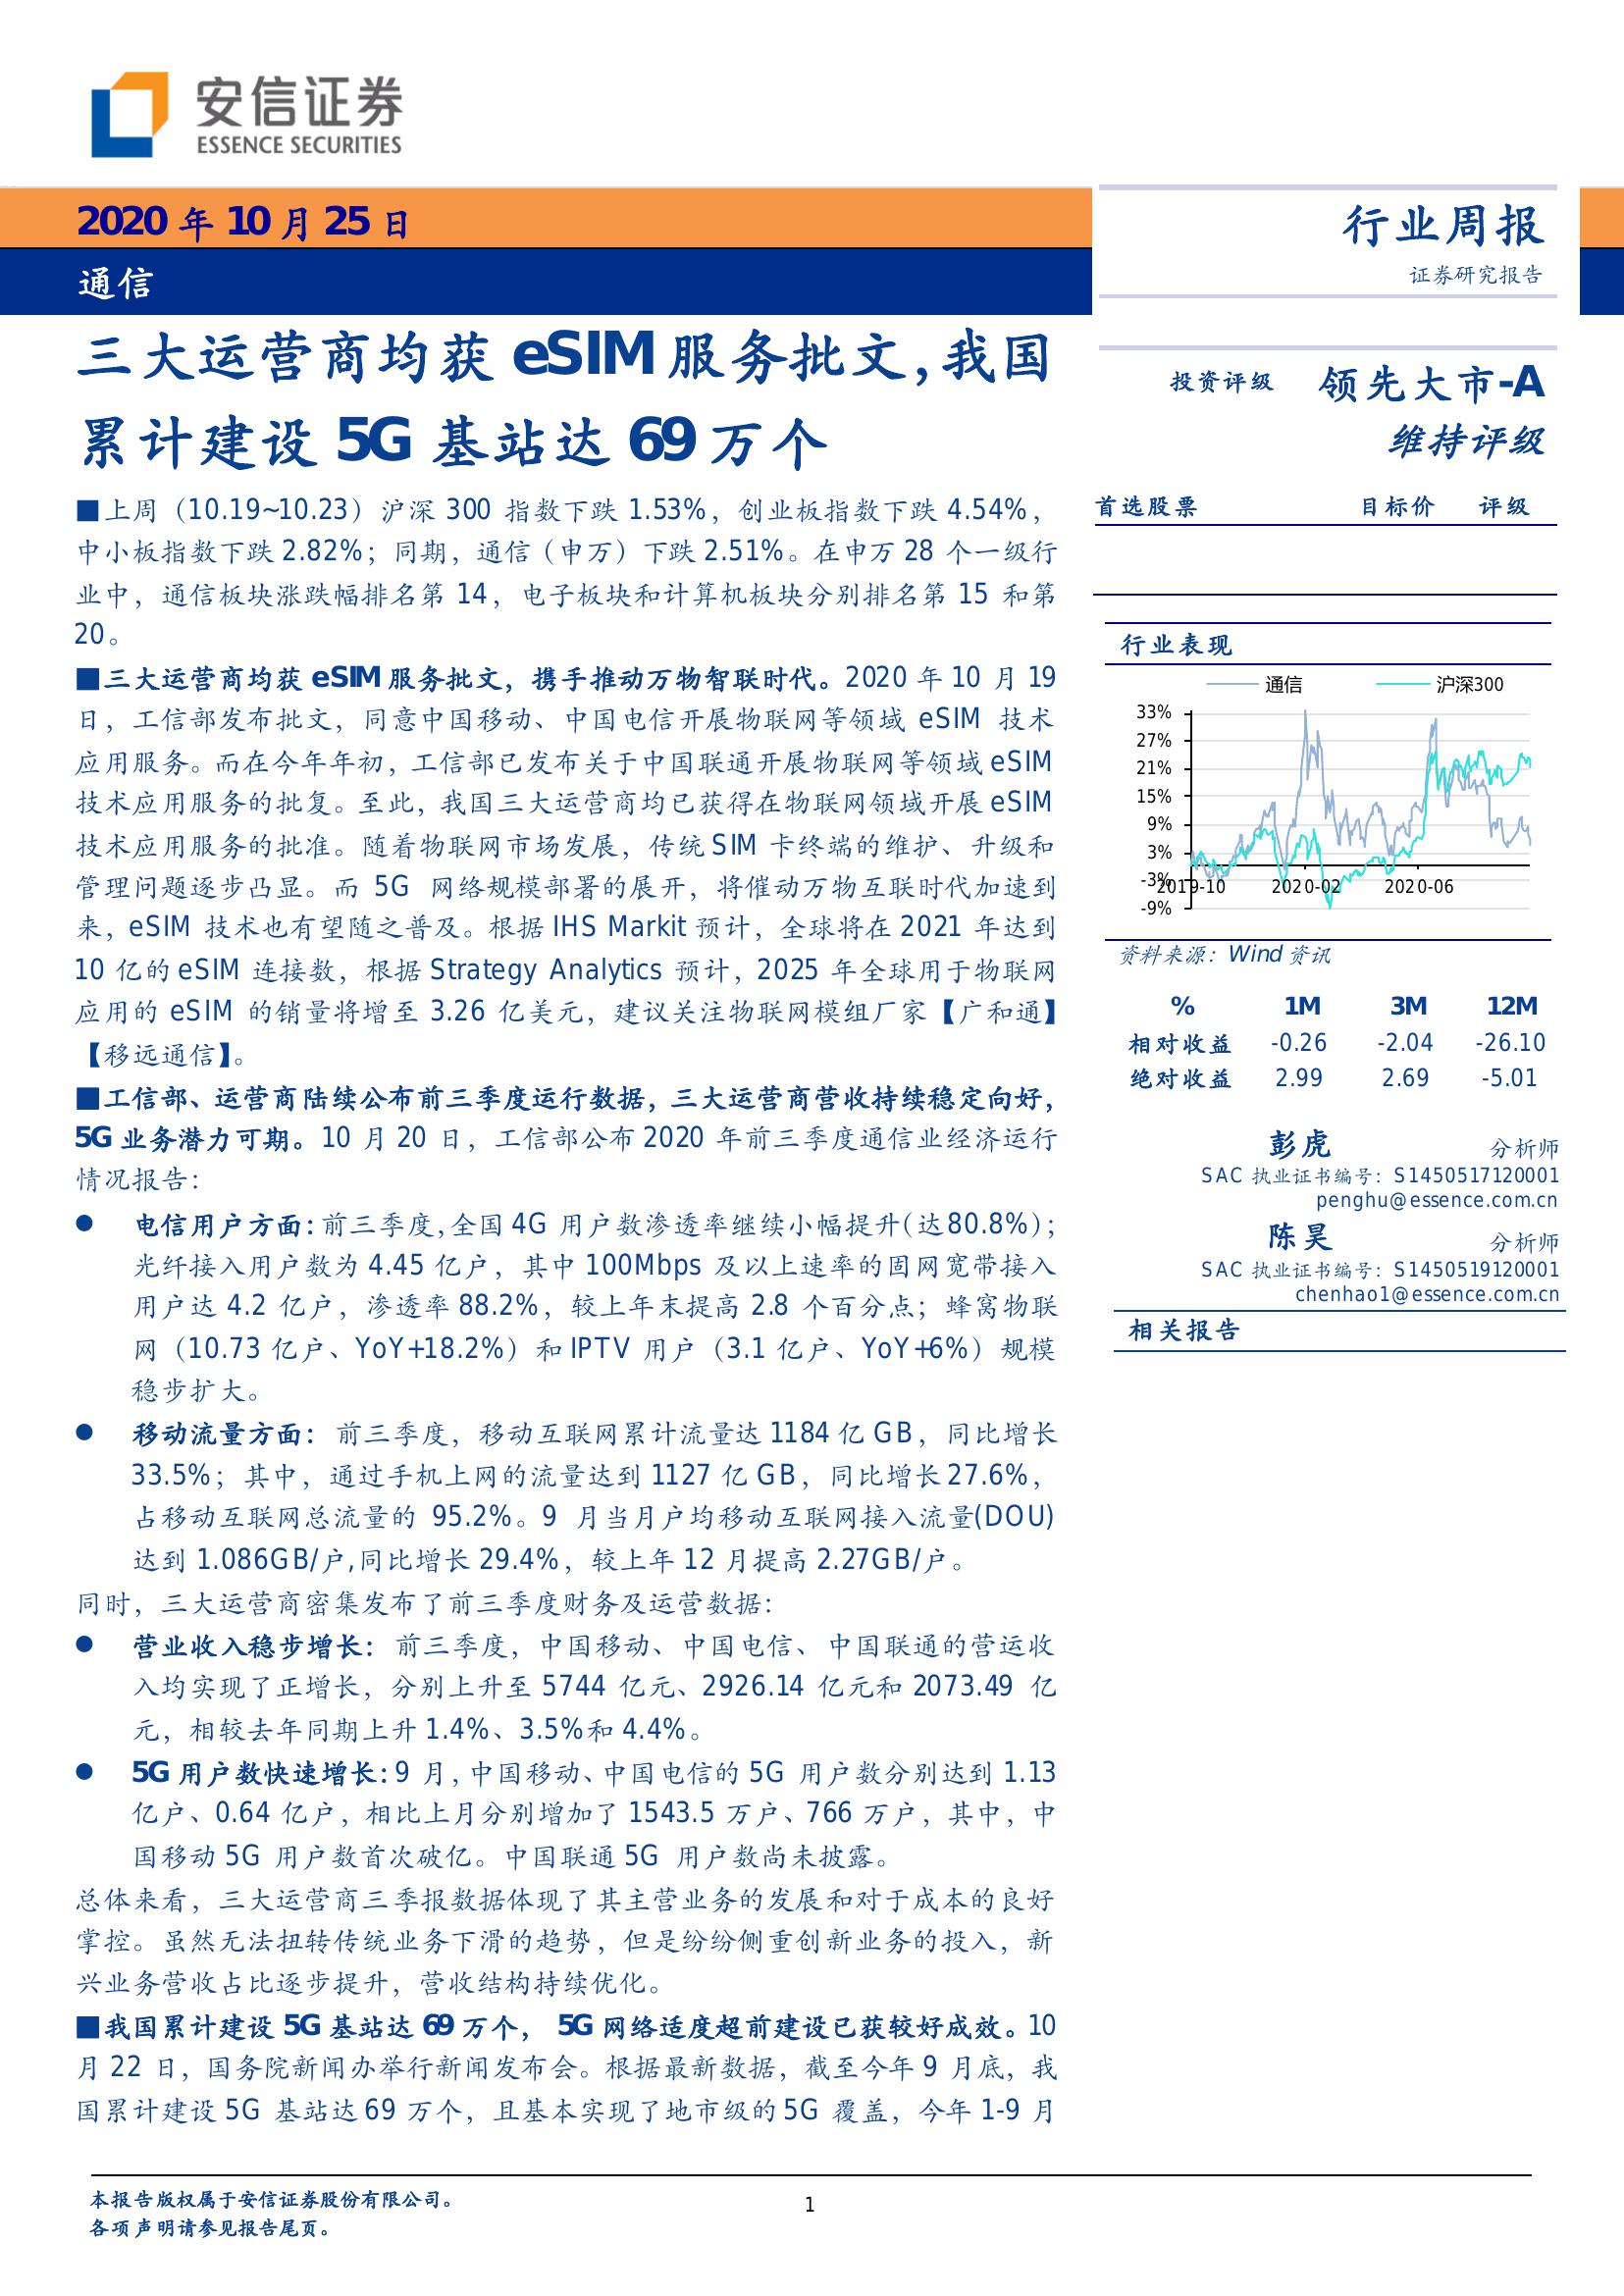 安信证券
ESSENCE SECURITIES
2020 年 10 月 25 日
通信
行业周报
证券研究报告
三大运营商均获 eSIM 服务批文,我国
累计建设 5G 基站达 69 万个
■上周（10.19~10.23）沪深 300 指数下跌 1.53%，创业板指数下跌 4.54%，
中小板指数下跌 2.82%；同期，通信（申万）下跌 2.51%。在申万 28 个一级行
业中，通信板块涨跌幅排名第 14，电子板块和计算机板块分别排名第 15 和第
20。
■三大运营商均获 eSIM 服务批文，携手推动万物智联时代。2020 年 10 月 19
日，工信部发布批文，同意中国移动、中国电信开展物联网等领域 eSIM 技术
应用服务。而在今年年初，工信部已发布关于中国联通开展物联网等领域 eSIM
技术应用服务的批复。至此，我国三大运营商均已获得在物联网领域开展 eSIM
技术应用服务的批准。随着物联网市场发展，传统 SIM 卡终端的维护、升级和
管理问题逐步凸显。而 5G 网络规模部署的展开，将催动万物互联时代加速到
来，eSIM 技术也有望随之普及。根据 IHS Markit 预计，全球将在 2021 年达到
10 亿的 eSIM 连接数，根据 Strategy Analytics 预计，2025 年全球用于物联网
应用的 eSIM 的销量将增至 3.26 亿美元，建议关注物联网模组厂家【广和通】
【移远通信】。
■工信部、运营商陆续公布前三季度运行数据，三大运营商营收持续稳定向好，
5G 业务潜力可期。10 月 20 日，工信部公布 2020 年前三季度通信业经济运行
情况报告：
● 电信用户方面：前三季度,全国 4G 用户数渗透率继续小幅提升(达 80.8%)；
光纤接入用户数为 4.45 亿户，其中 100Mbps 及以上速率的固网宽带接入
用户达 4.2 亿户，渗透率 88.2%，较上年末提高 2.8 个百分点；蜂窝物联
网（10.73 亿户、YoY+18.2%）和 IPTV 用户（3.1 亿户、YoY+6%）规模
稳步扩大。
● 移动流量方面：前三季度，移动互联网累计流量达 1184 亿 GB，同比增长
33.5%；其中，通过手机上网的流量达到 1127 亿 GB，同比增长 27.6%，
占移动互联网总流量的 95.2%。9 月当月户均移动互联网接入流量(DOU)
达到 1.086GB/户,同比增长 29.4%，较上年 12 月提高 2.27GB/户。
同时，三大运营商密集发布了前三季度财务及运营数据：
● 营业收入稳步增长：前三季度，中国移动、中国电信、中国联通的营运收
入均实现了正增长，分别上升至 5744 亿元、2926.14 亿元和 2073.49 亿
元，相较去年同期上升 1.4%、3.5%和 4.4%。
● 5G 用户数快速增长：9 月,中国移动、中国电信的 5G 用户数分别达到 1.13
亿户、0.64 亿户，相比上月分别增加了 1543.5 万户、766 万户，其中，中
国移动 5G 用户数首次破亿。中国联通 5G 用户数尚未披露。
总体来看，三大运营商三季报数据体现了其主营业务的发展和对于成本的良好
掌控。虽然无法扭转传统业务下滑的趋势，但是纷纷侧重创新业务的投入，新
兴业务营收占比逐步提升，营收结构持续优化。
■我国累计建设 5G 基站达 69 万个， 5G 网络适度超前建设已获较好成效。10
月 22 日，国务院新闻办举行新闻发布会。根据最新数据，截至今年 9 月底，我
国累计建设 5G 基站达 69 万个，且基本实现了地市级的 5G 覆盖，今年 1-9 月
投资评级 领先大市-A
维持评级
首选股票 目标价 评级
行业表现
通信 沪深300
33%
27%
21%
15%
9%
3%
-3%
-9%
2019-10 2020-02 2020-06
资料来源：Wind 资讯
% 1M 3M 12M
相对收益 -0.26 -2.04 -26.10
绝对收益 2.99 2.69 -5.01
彭虎 分析师
SAC 执业证书编号：S1450517120001
penghu@essence.com.cn
陈昊 分析师
SAC 执业证书编号：S1450519120001
chenhao1@essence.com.cn
相关报告
本报告版权属于安信证券股份有限公司。
各项声明请参见报告尾页。
1